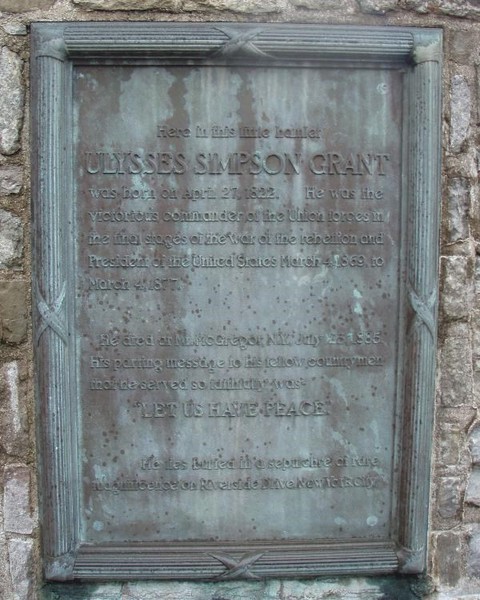 Here in this little hamlet
ULYSSES SIMPSON GRANT
was born on April 27, 1822. He was the
victorious commander of the Union forces in
the final stages of the War of the rebellion and
President of the United States March 4, 1869, to
March 4, 1877.
He died at Mt. McGregor, N.Y. July 23, 1885.
His parting message to his fellow countrymen
that he served so faithfully was
"LET US HAVE PEACE."
He lies buried in a sepulchre of rare
magnificence on Riverside Drive New York City.